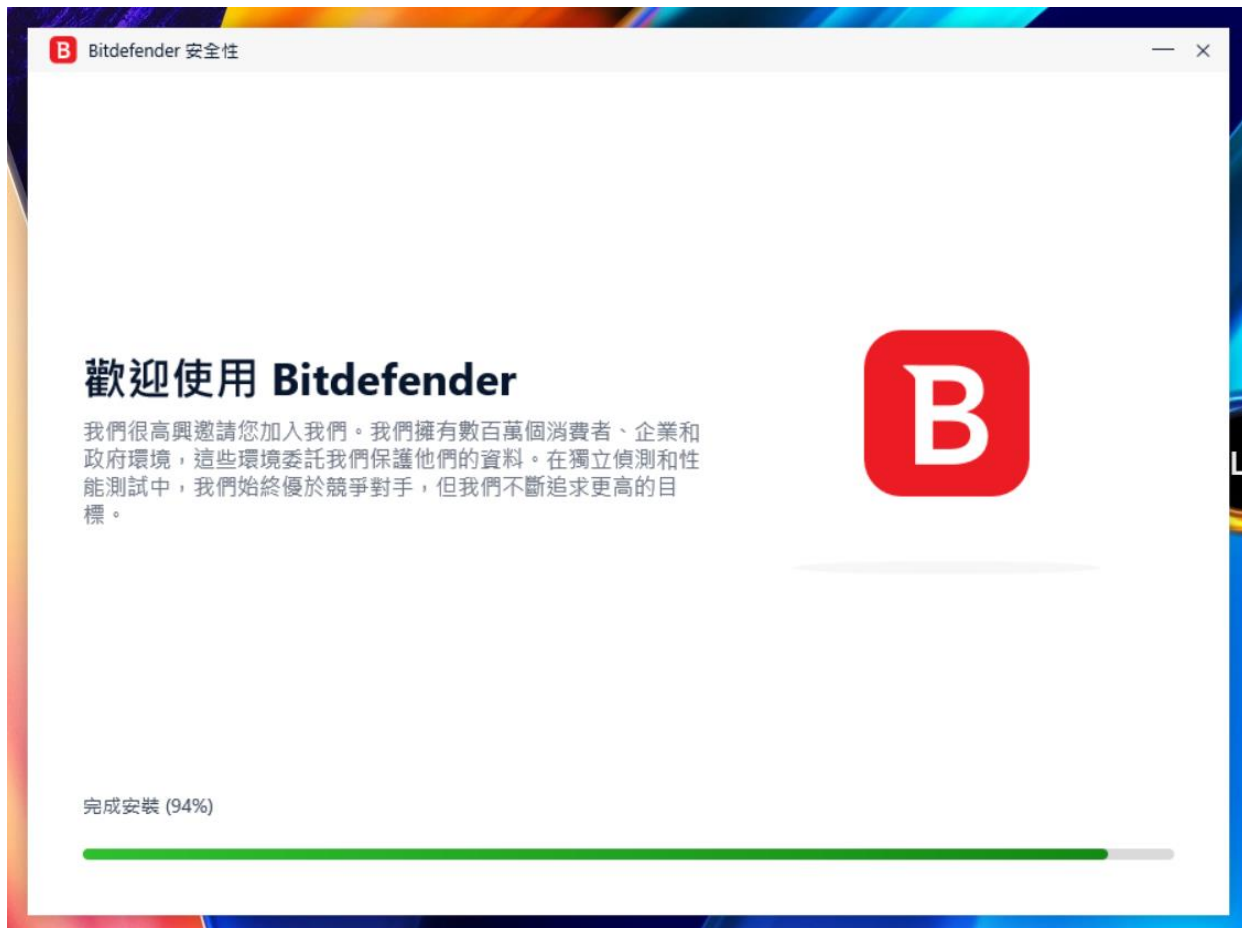 B Bitdefender 安全性
歡迎使用 Bitdefender
我們很高興邀請您加入我們。我們擁有數百萬個消費者、企業和
政府環境，這些環境委託我們保護他們的資料。在獨立偵測和性
能測試中，我們始終優於競爭對手，但我們不斷追求更高的目
標。
B
L
完成安裝 (94%)